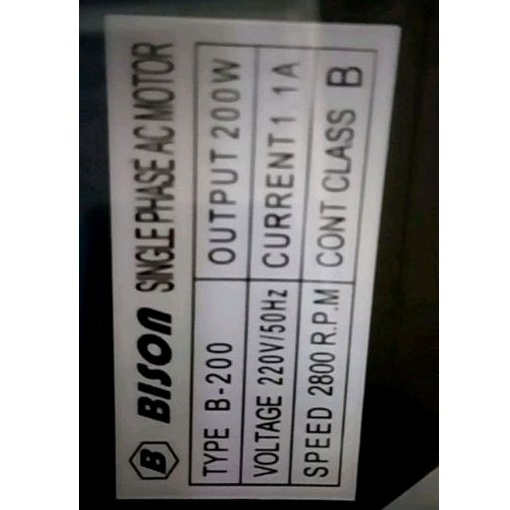 B BISON SINGLE PHASE AC MOTOR
TYPE B-200 OUTPUT 200W
VOLTAGE 220V/50Hz CURRENT1 1A
SPEED 2800 R.P.M CONT CLASS B